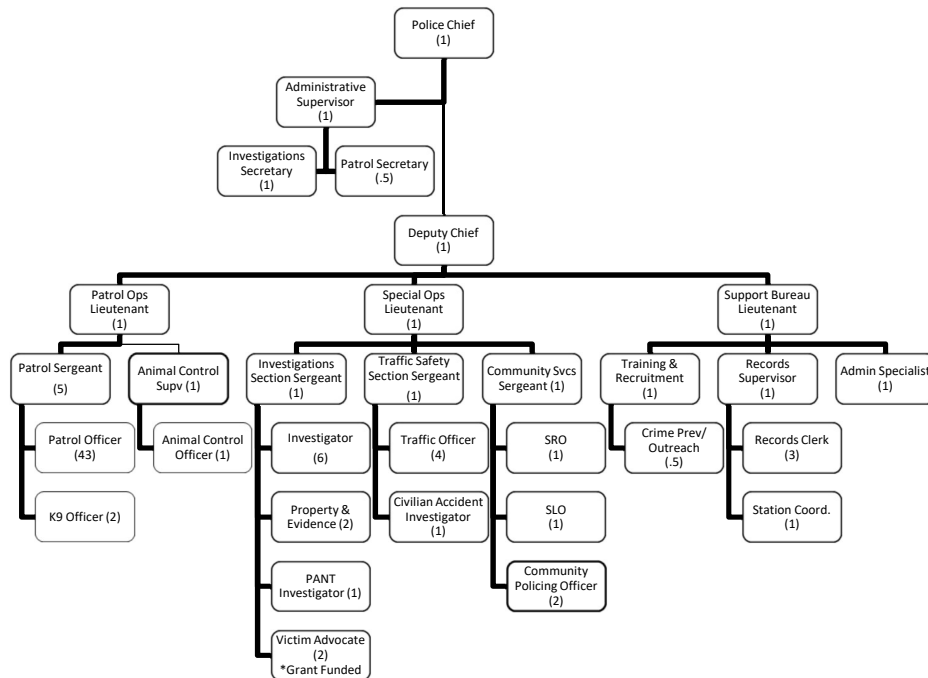 Police Chief
(1)
Administrative
Supervisor
(1)
Investigations
Secretary
(1)
Patrol Secretary
(.5)
Deputy Chief
(1)
Patrol Ops
Lieutenant
(1)
Special Ops
Lieutenant
(1)
Support Bureau
Lieutenant
(1)
Patrol Sergeant
(5)
Animal Control
Supv (1)
Investigations
Section Sergeant
(1)
Traffic Safety
Section Sergeant
(1)
Community Svcs
Sergeant (1)
Training &
Recruitment
(1)
Records
Supervisor
(1)
Admin Specialist
(1)
Patrol Officer
(43)
Animal Control
Officer (1)
Investigator
(6)
Traffic Officer
(4)
SRO
(1)
Crime Prev/
Outreach
(.5)
Records Clerk
(3)
K9 Officer (2)
Property &
Evidence (2)
Civilian Accident
Investigator
(1)
SLO
(1)
Station Coord.
(1)
PANT
Investigator (1)
Community
Policing Officer
(2)
Victim Advocate
(2)
*Grant Funded